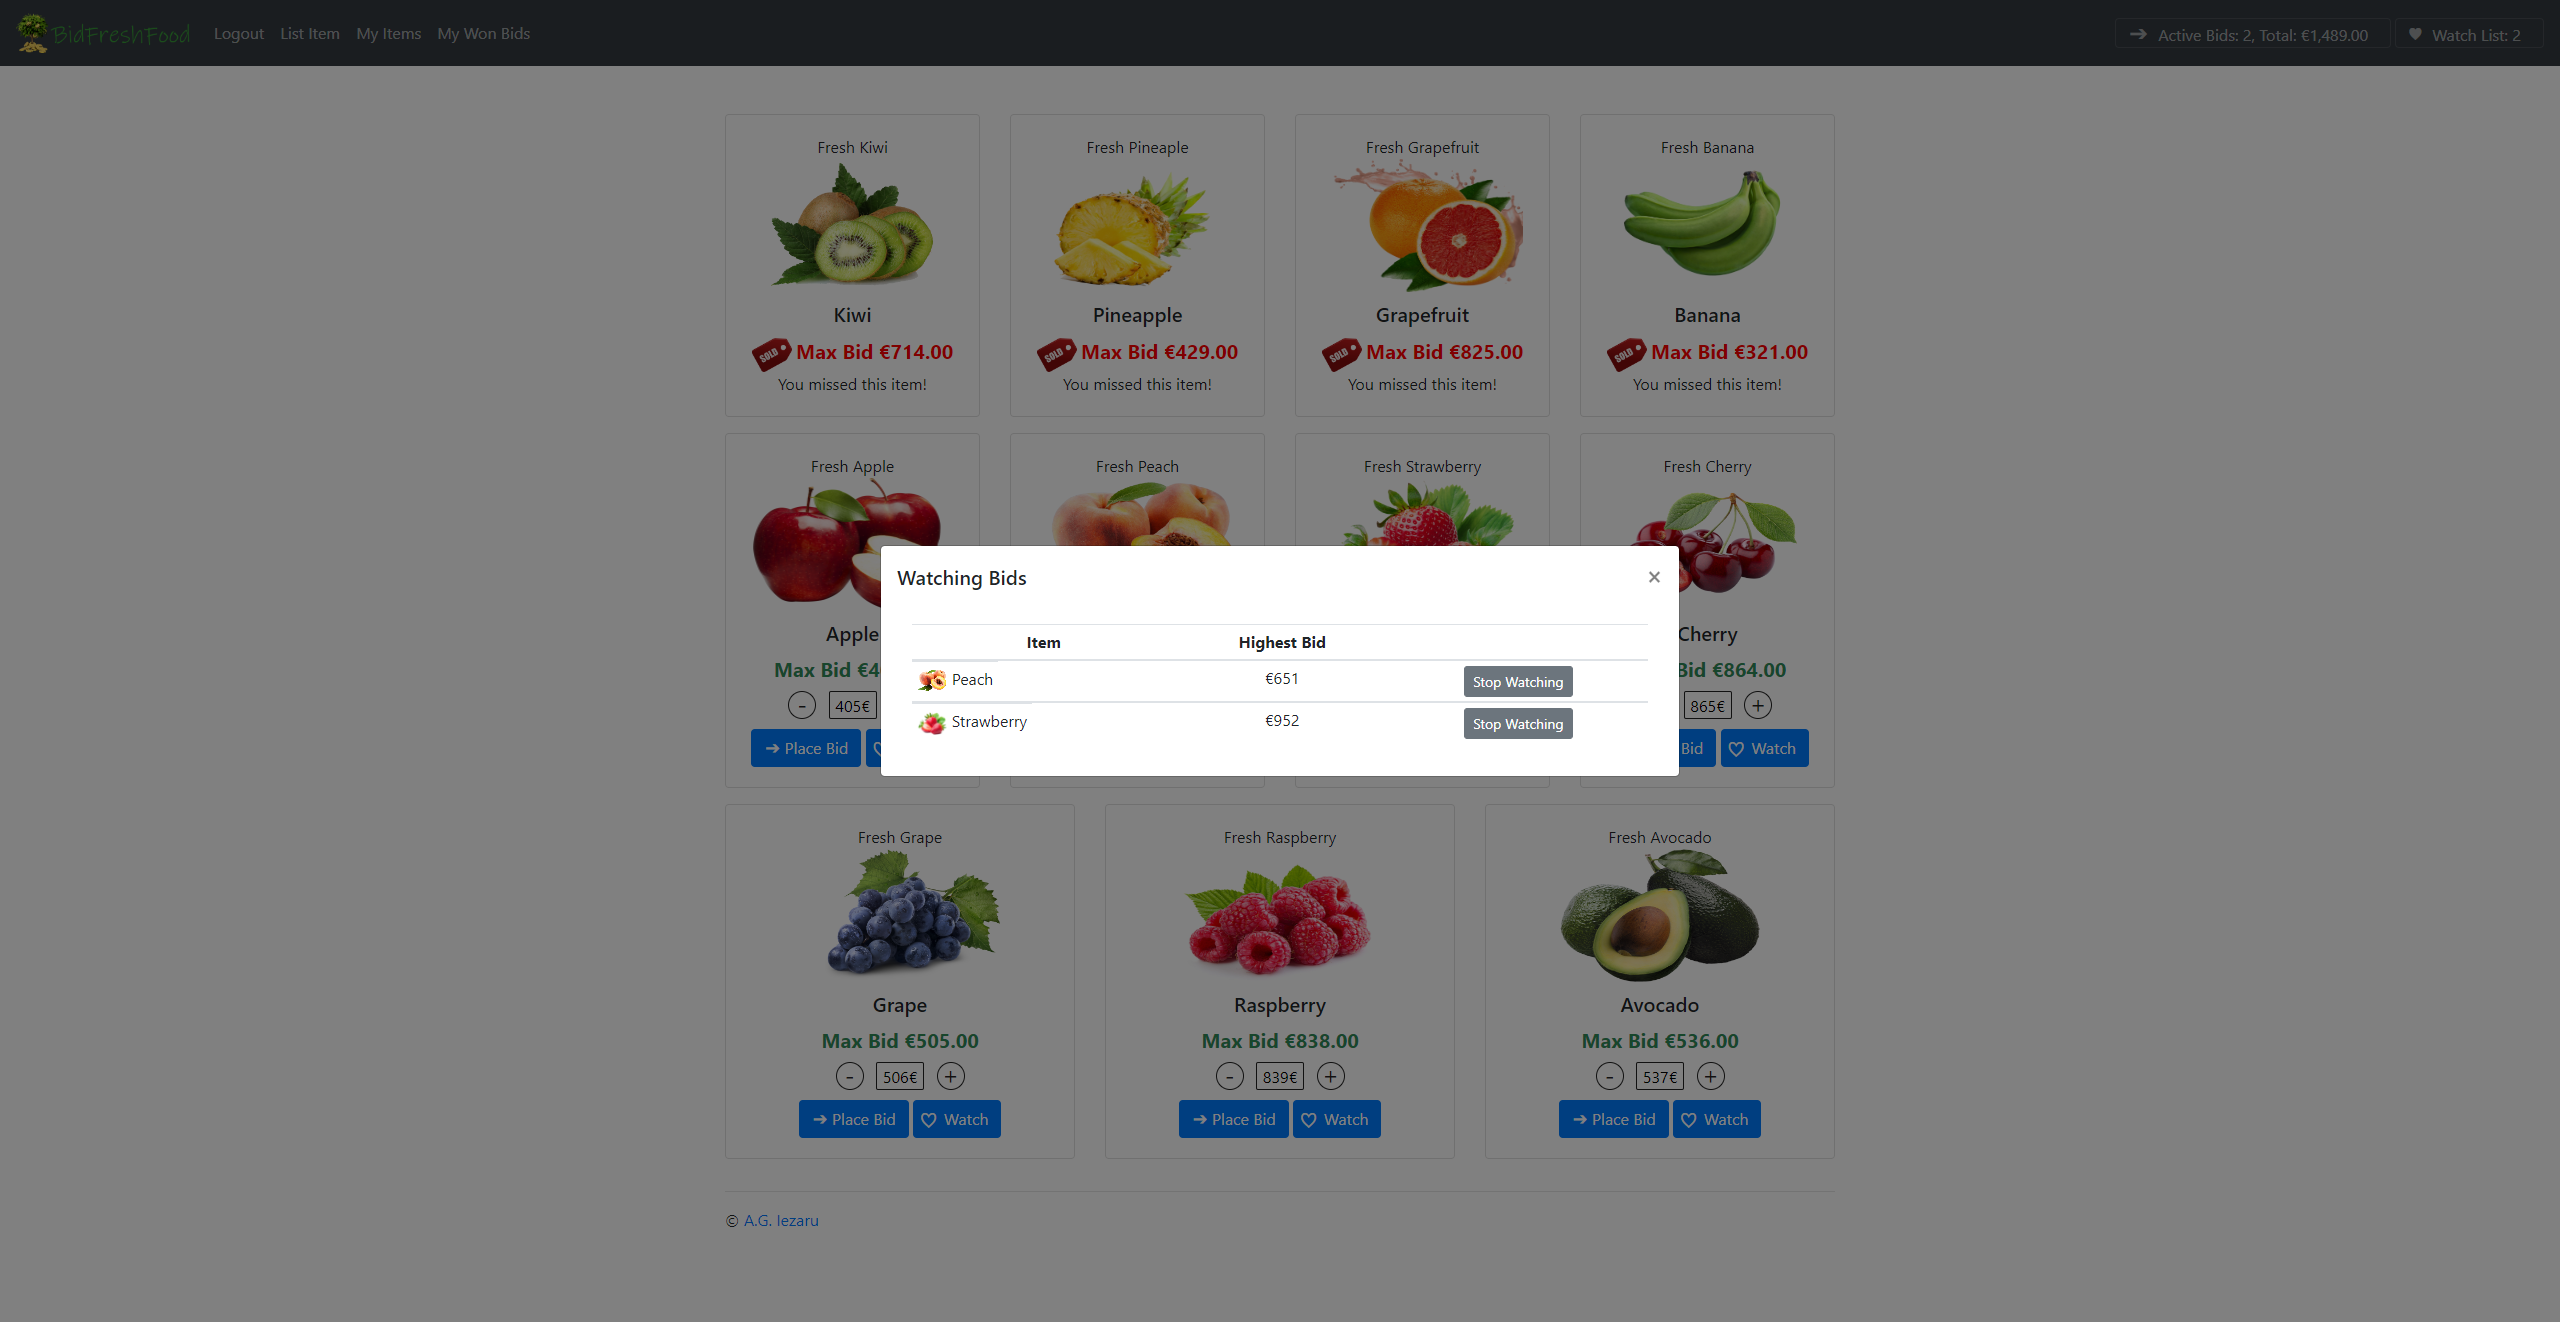 BidFreshFood Logout List Item My Items My Won Bids ➔ Active Bids: 2, Total: €1,489.00 ♥ Watch List: 2
Fresh Kiwi
Kiwi
SOLD Max Bid €714.00
You missed this item!
Fresh Pineaple
Pineapple
SOLD Max Bid €429.00
You missed this item!
Fresh Grapefruit
Grapefruit
SOLD Max Bid €825.00
You missed this item!
Fresh Banana
Banana
SOLD Max Bid €321.00
You missed this item!
Fresh Apple
Apple
Max Bid
- 405€
➔ Place Bid
Fresh Peach
Fresh Strawberry
Fresh Cherry
Cherry
Bid €864.00
865€ +
Bid Watch
Watching Bids ×
Item Highest Bid
Peach €651 Stop Watching
Strawberry €952 Stop Watching
Fresh Grape
Grape
Max Bid €505.00
- 506€ +
➔ Place Bid ♡ Watch
Fresh Raspberry
Raspberry
Max Bid €838.00
- 839€ +
➔ Place Bid ♡ Watch
Fresh Avocado
Avocado
Max Bid €536.00
- 537€ +
➔ Place Bid ♡ Watch
© A.G. Iezaru